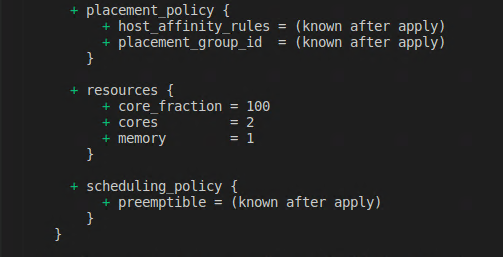 + placement_policy {
+ host_affinity_rules = (known after apply)
+ placement_group_id  = (known after apply)
}
+ resources {
+ core_fraction = 100
+ cores         = 2
+ memory        = 1
}
+ scheduling_policy {
+ preemptible = (known after apply)
}
}